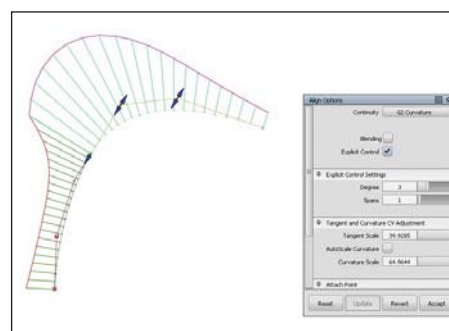 Align Options
Continuity G2 Curvature
Blending
Explicit Control
Explicit Control Settings
Degree 3
Spans 1
Tangent and Curvature CV Adjustment
Tangent Scale 39.9285
AutoScale Curvature
Curvature Scale 64.9644
Attach Point
Reset Update Revert Accept